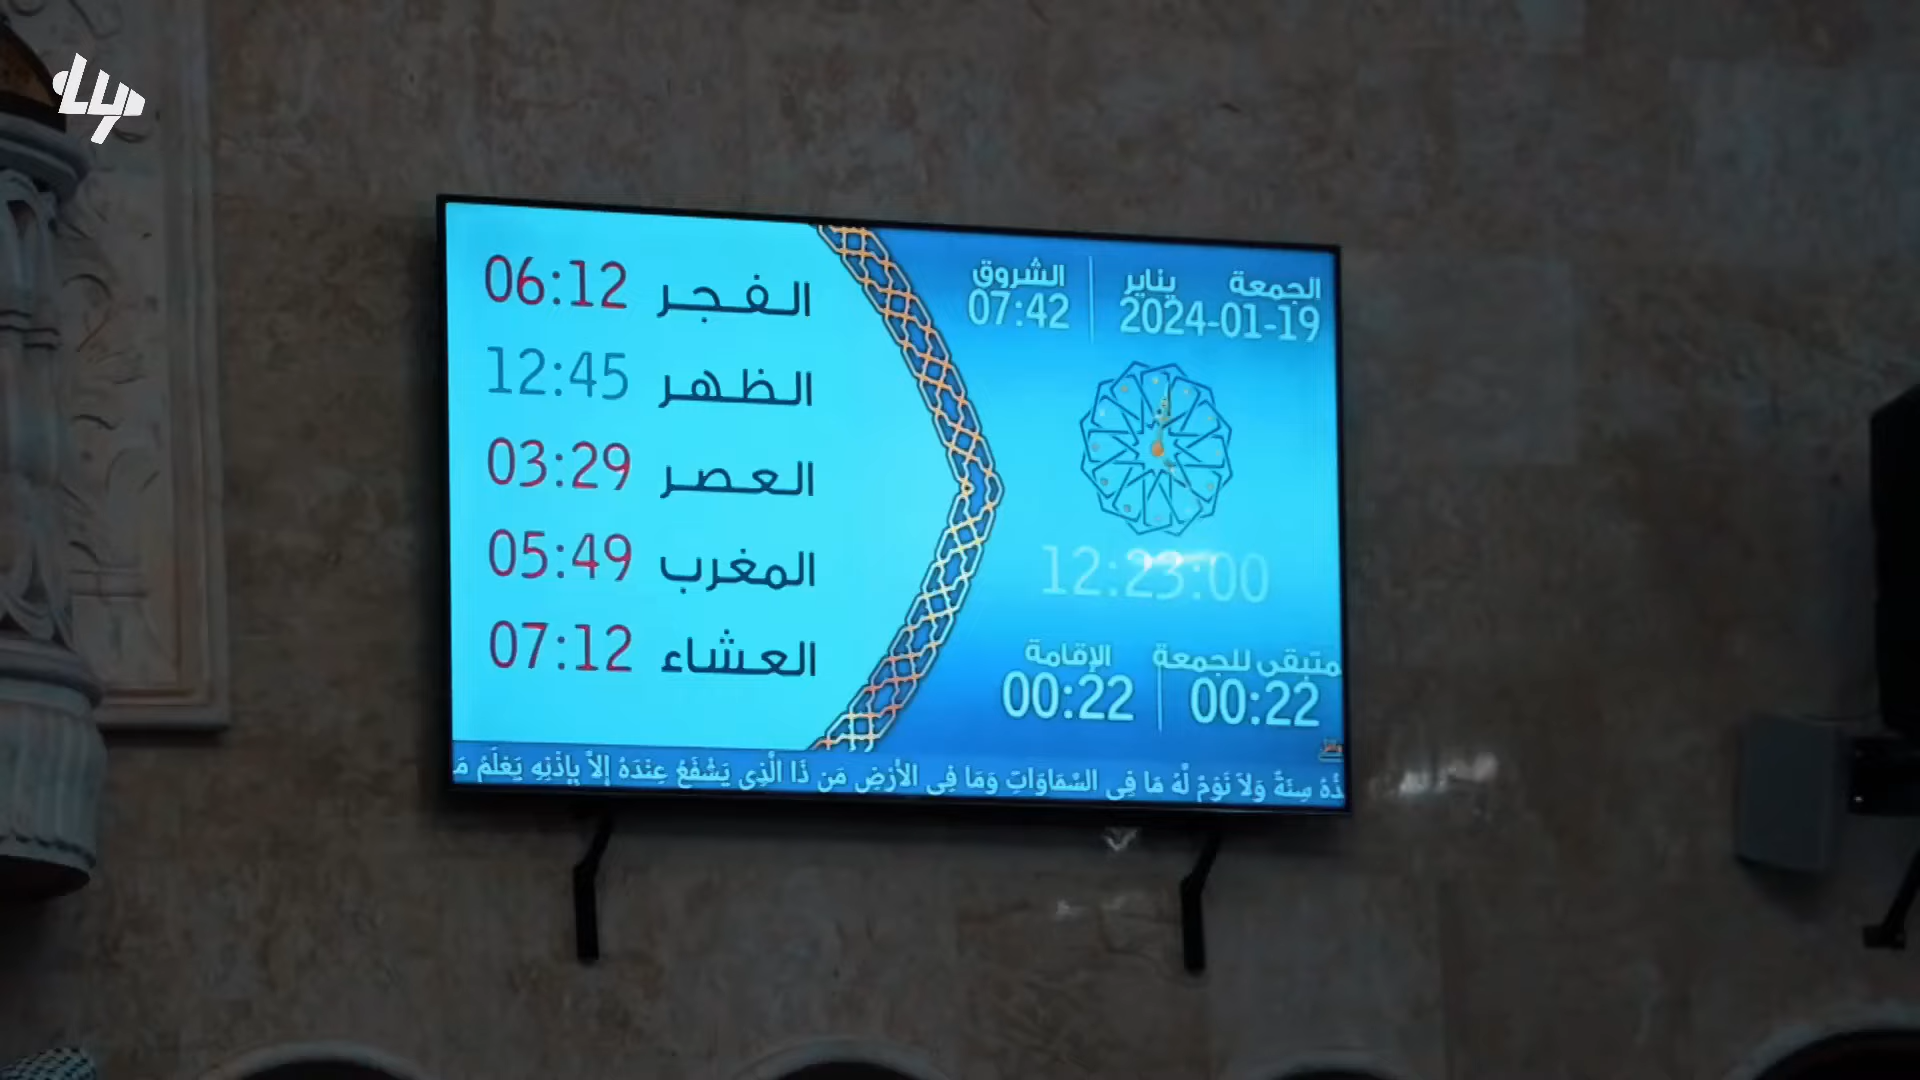 الجمعة يناير
2024-01-19
الشروق
07:42
الفجر 06:12
الظهر 12:45
العصر 03:29
المغرب 05:49
العشاء 07:12
12:23:00
متبقى للجمعة
00:22
الإقامة
00:22
سِنَةٌ وَلاَ نَوْمٌ لَّهُ مَا فِي السَّمَاوَاتِ وَمَا فِي الأَرْضِ مَن ذَا الَّذِي يَشْفَعُ عِنْدَهُ إِلاَّ بِإِذْنِهِ يَعْلَمُ